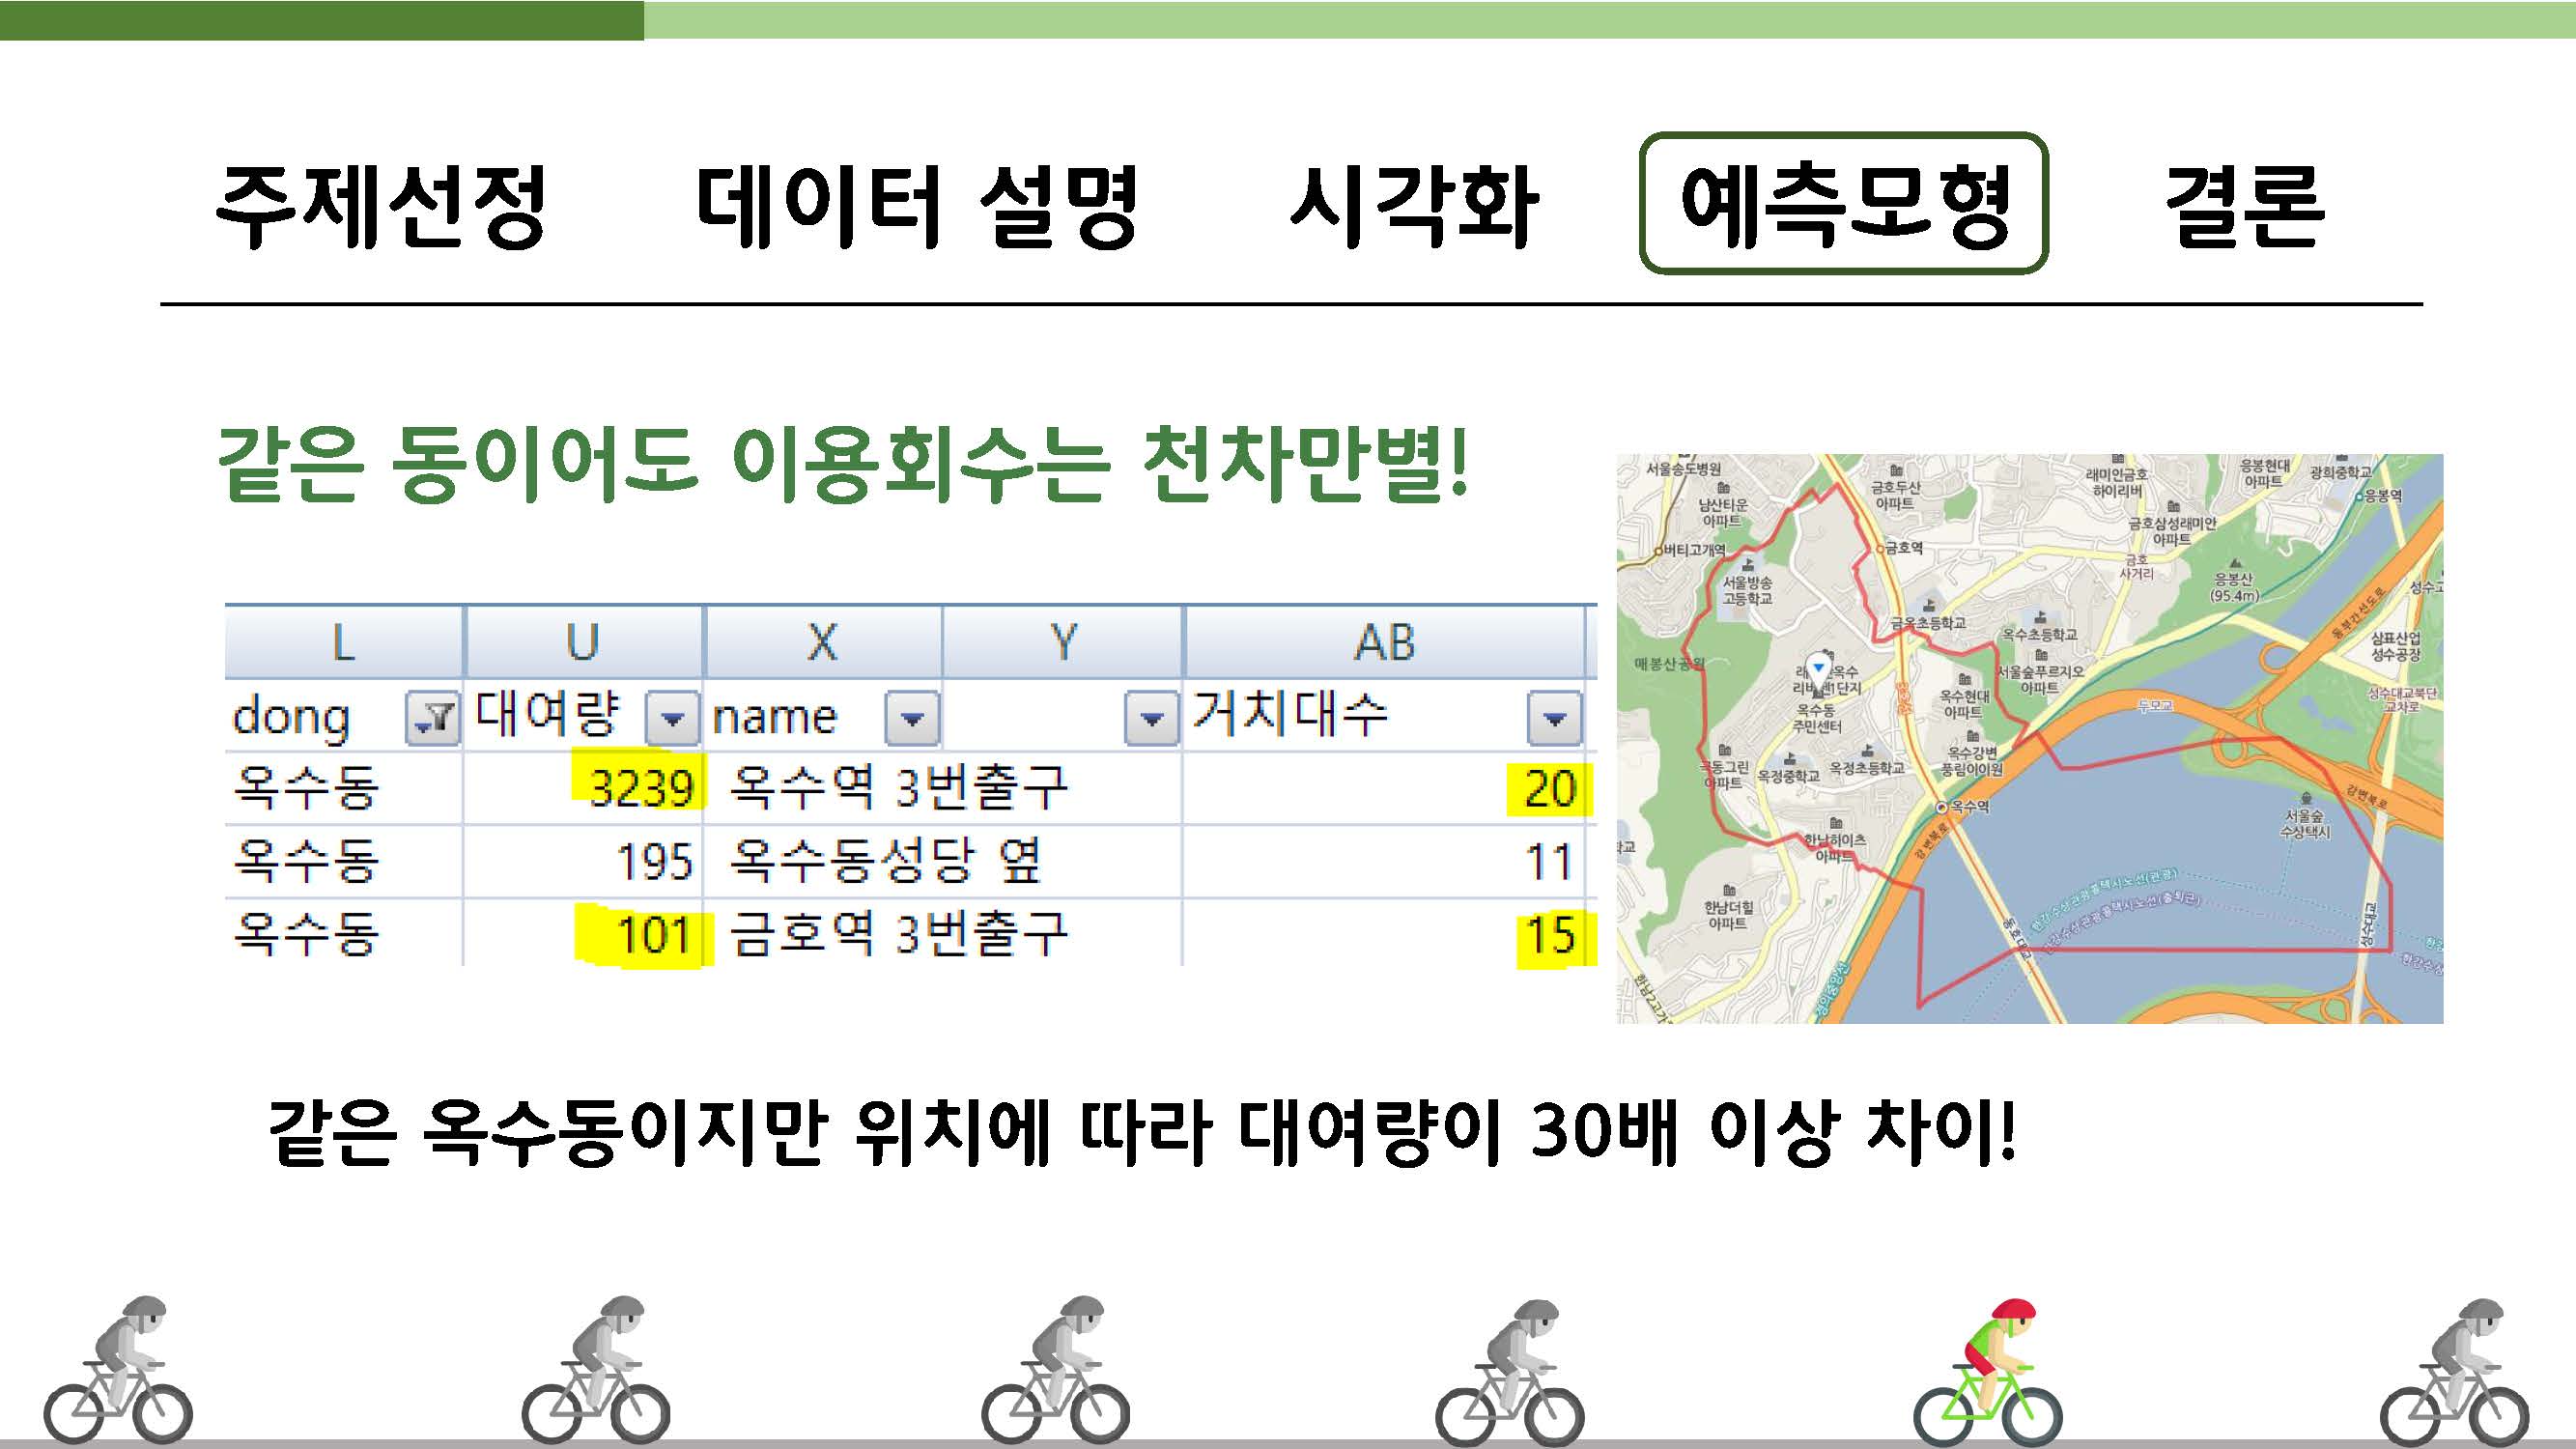 주제선정 데이터 설명 시각화 예측모형 결론
같은 동이어도 이용회수는 천차만별!
L U X Y AB
dong 대여량 name 거치대수
옥수동 3239 옥수역 3번출구 20
옥수동 195 옥수동성당 옆 11
옥수동 101 금호역 3번출구 15
서울송도병원
남산타운
아파트
금호두산
아파트
래미안금호
하이리버
응봉현대
아파트
광희중학교
응봉역
금호삼성래미안
아파트
버티고개역
금호역
금호
사거리
응봉산
(95.4m)
서울방송
고등학교
금옥초등학교
옥수초등학교
동부간선도로
삼표산업
성수공장
매봉산공원
서울숲푸르지오
아파트
옥수현대
아파트
성수대교북단
교차로
두모교
옥수동
주민센터
옥수강변
풍림아이원
옥정중학교
옥정초등학교
강변북로
옥수역
서울숲
수상택시
한남하이츠
아파트
강변북로
한남더힐
아파트
동호대교
성수대교
경의중앙선
같은 옥수동이지만 위치에 따라 대여량이 30배 이상 차이!